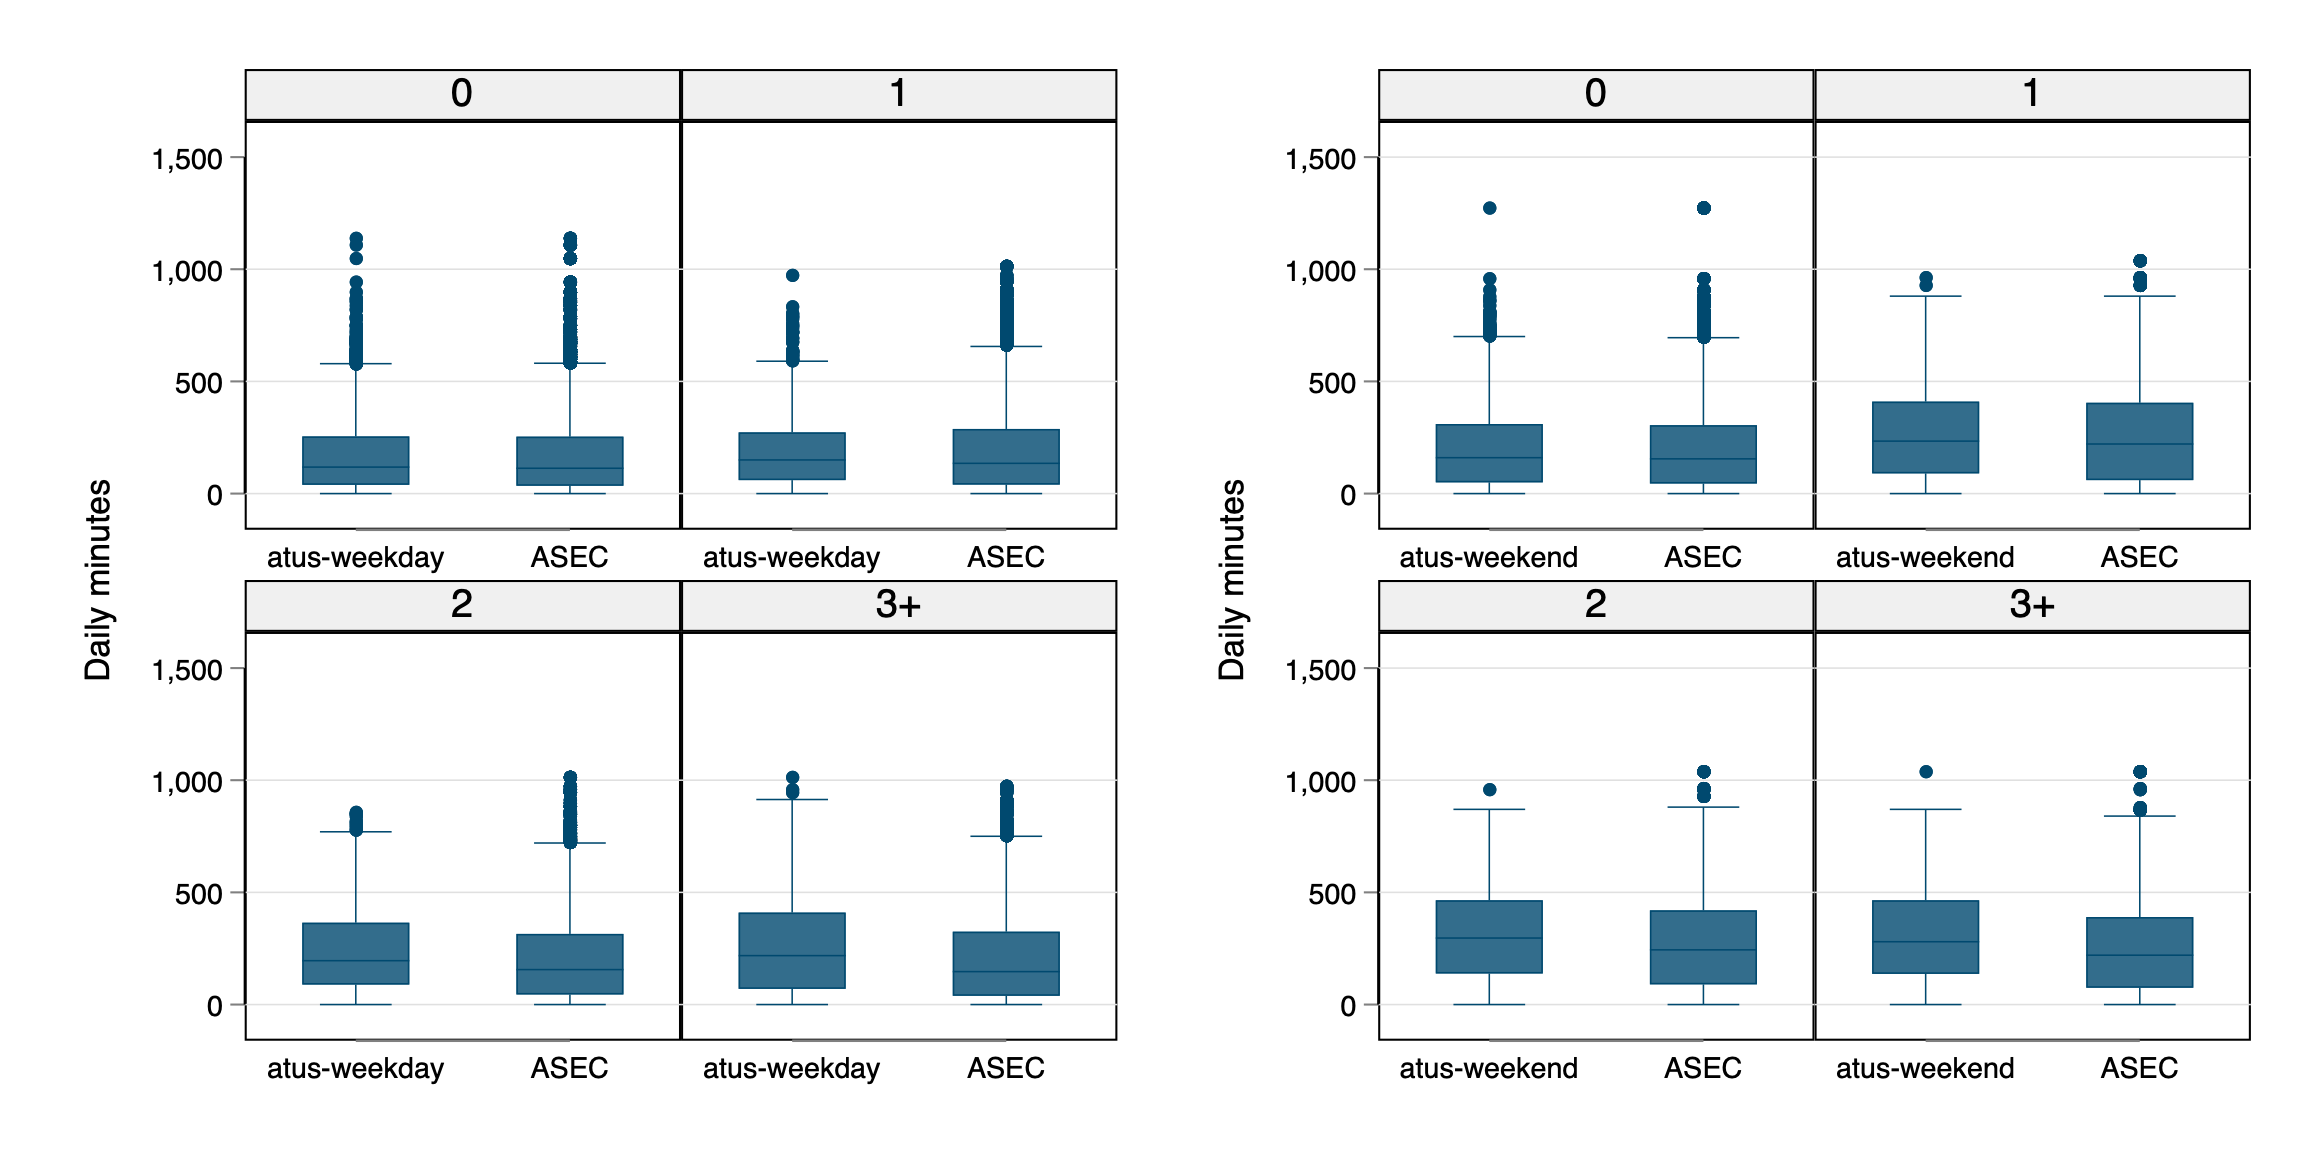 Daily minutes
0
1
1,500
1,000
500
0
atus-weekday
ASEC
atus-weekday
ASEC
2
3+
1,500
1,000
500
0
atus-weekday
ASEC
atus-weekday
ASEC
Daily minutes
0
1
1,500
1,000
500
0
atus-weekend
ASEC
atus-weekend
ASEC
2
3+
1,500
1,000
500
0
atus-weekend
ASEC
atus-weekend
ASEC